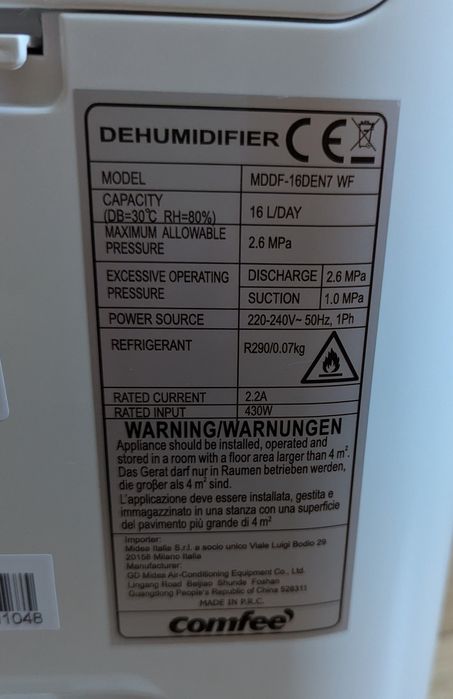 DEHUMIDIFIER CE
MODEL MDDF-16DEN7 WF
CAPACITY
(DB=30℃ RH=80%) 16 L/DAY
MAXIMUM ALLOWABLE
PRESSURE 2.6 MPa
EXCESSIVE OPERATING
PRESSURE
DISCHARGE 2.6 MPa
SUCTION 1.0 MPa
POWER SOURCE 220-240V~ 50Hz, 1Ph
REFRIGERANT R290/0.07kg
RATED CURRENT 2.2A
RATED INPUT 430W
WARNING/WARNUNGEN
Appliance should be installed, operated and
stored in a room with a floor area larger than 4 m².
Das Gerat darf nur in Raumen betrieben werden,
die großer als 4 m² sind.
L'applicazione deve essere installata, gestita e
immagazzinato in una stanza con una superficie
del pavimento più grande di 4 m²
Importer:
Midea Italia S.r.l. a socio unico Viale Luigi Bodio 29
20158 Milano Italia
Manufacturer:
GD Midea Air-Conditioning Equipment Co., Ltd.
Lingang Road Beijiao Shunde Foshan
Guangdong People's Republic of China 528311
MADE IN P.R.C.
comfee'
1104B